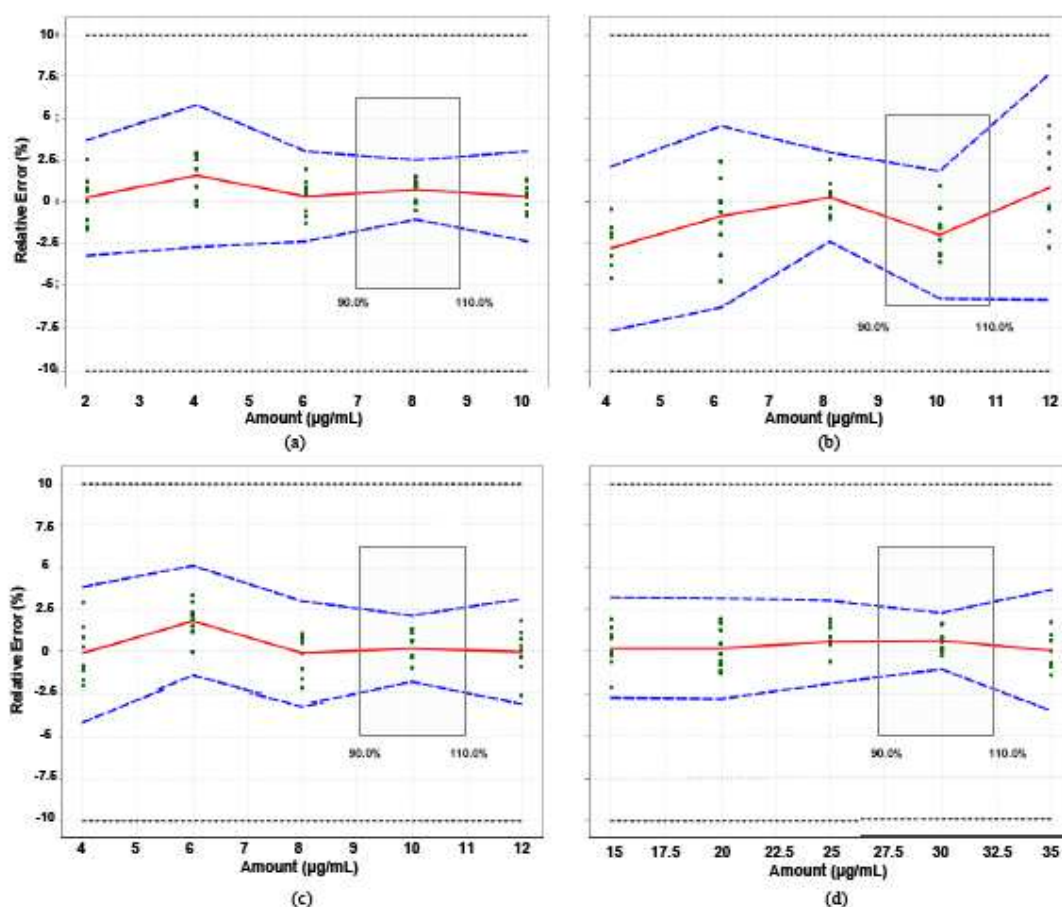 10
7.5
5
2.5
0
-2.5
-5
-7.5
-10
Relative Error (%)
90.0%
110.0%
2 3 4 5 6 7 8 9 10
Amount (µg/mL)
(a)
90.0%
110.0%
4 5 6 7 8 9 10 11 12
Amount (µg/mL)
(b)
10
7.5
5
2.5
0
-2.5
-5
-7.5
-10
Relative Error (%)
90.0%
110.0%
4 5 6 7 8 9 10 11 12
Amount (µg/mL)
(c)
90.0%
110.0%
15 17.5 20 22.5 25 27.5 30 32.5 35
Amount (µg/mL)
(d)